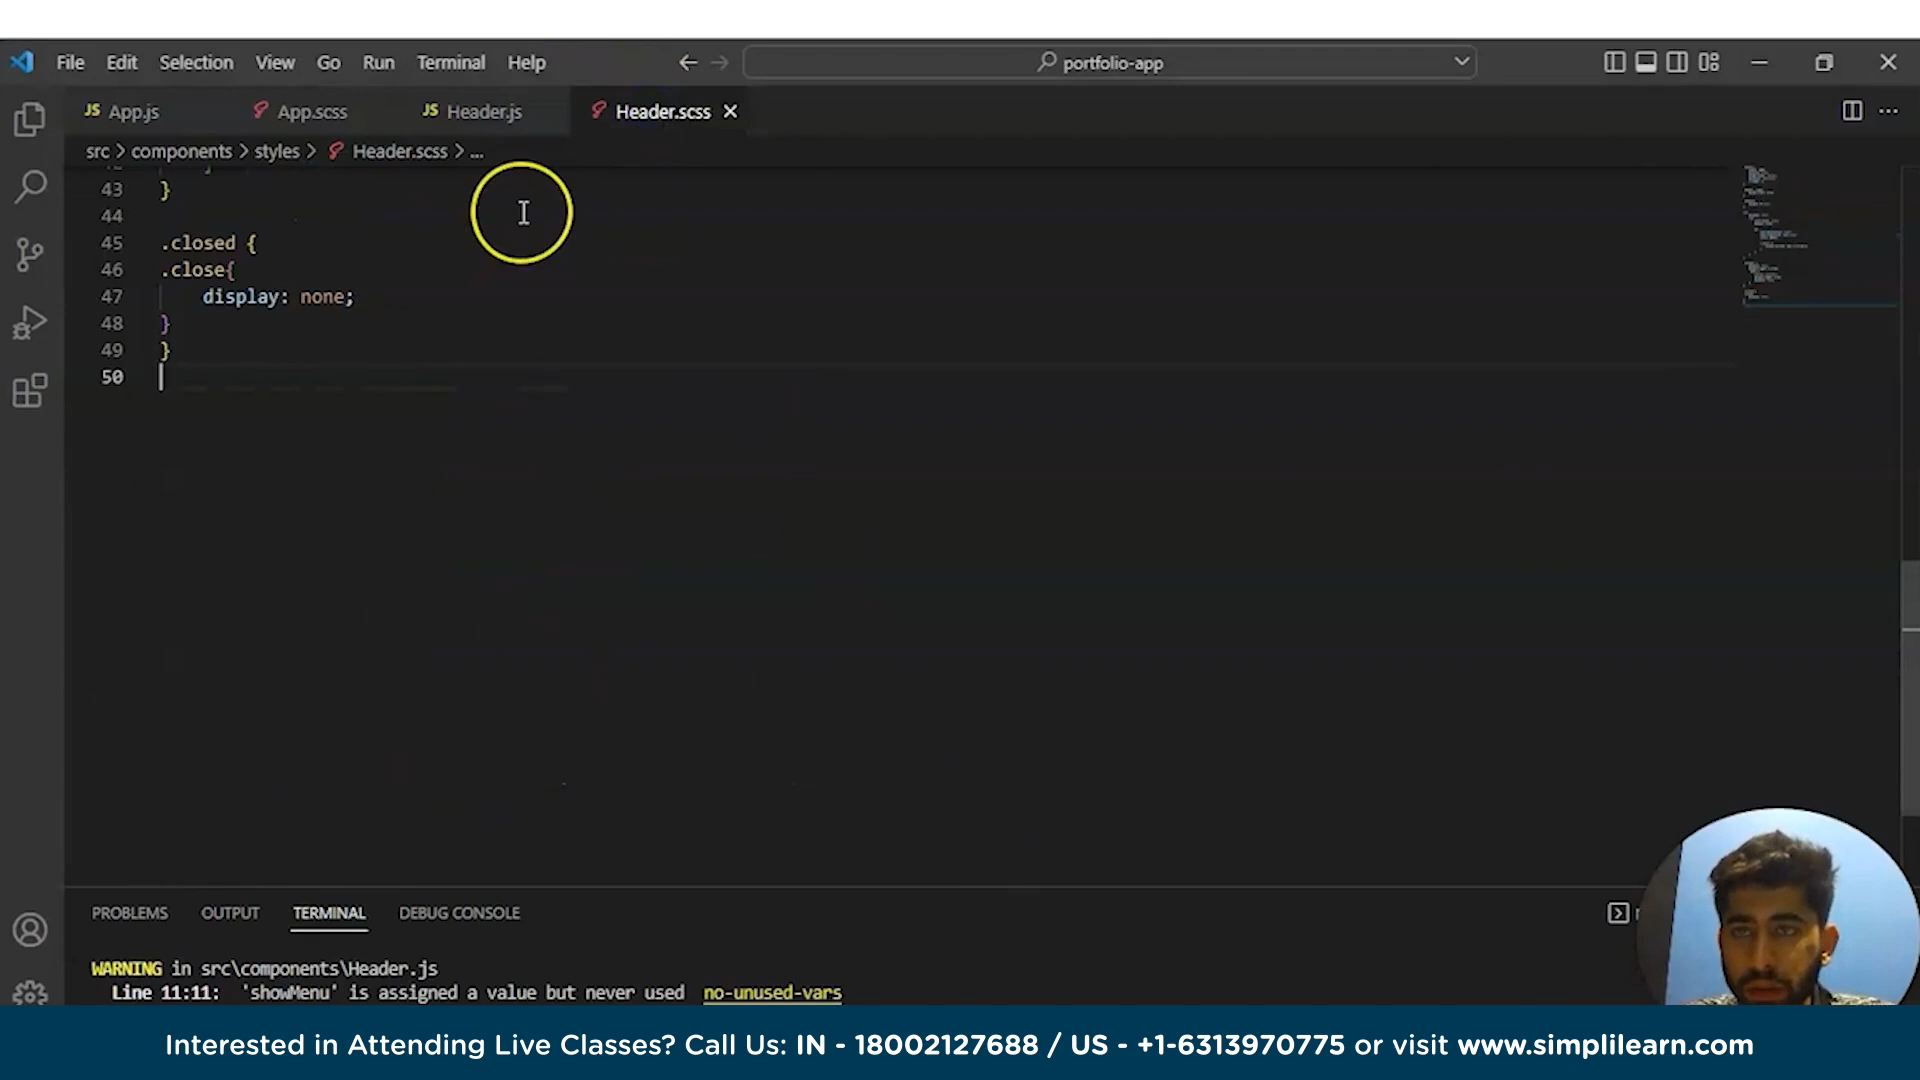 File Edit Selection View Go Run Terminal Help
portfolio-app
JS App.js
App.scss
JS Header.js
Header.scss
src > components > styles > Header.scss > ...
43 }
44
45 .closed {
46 .close{
47 display: none;
48 }
49 }
50
PROBLEMS OUTPUT TERMINAL DEBUG CONSOLE
WARNING in src\components\Header.js
Line 11:11: 'showMenu' is assigned a value but never used no-unused-vars
Interested in Attending Live Classes? Call Us: IN - 18002127688 / US - +1-6313970775 or visit www.simplilearn.com